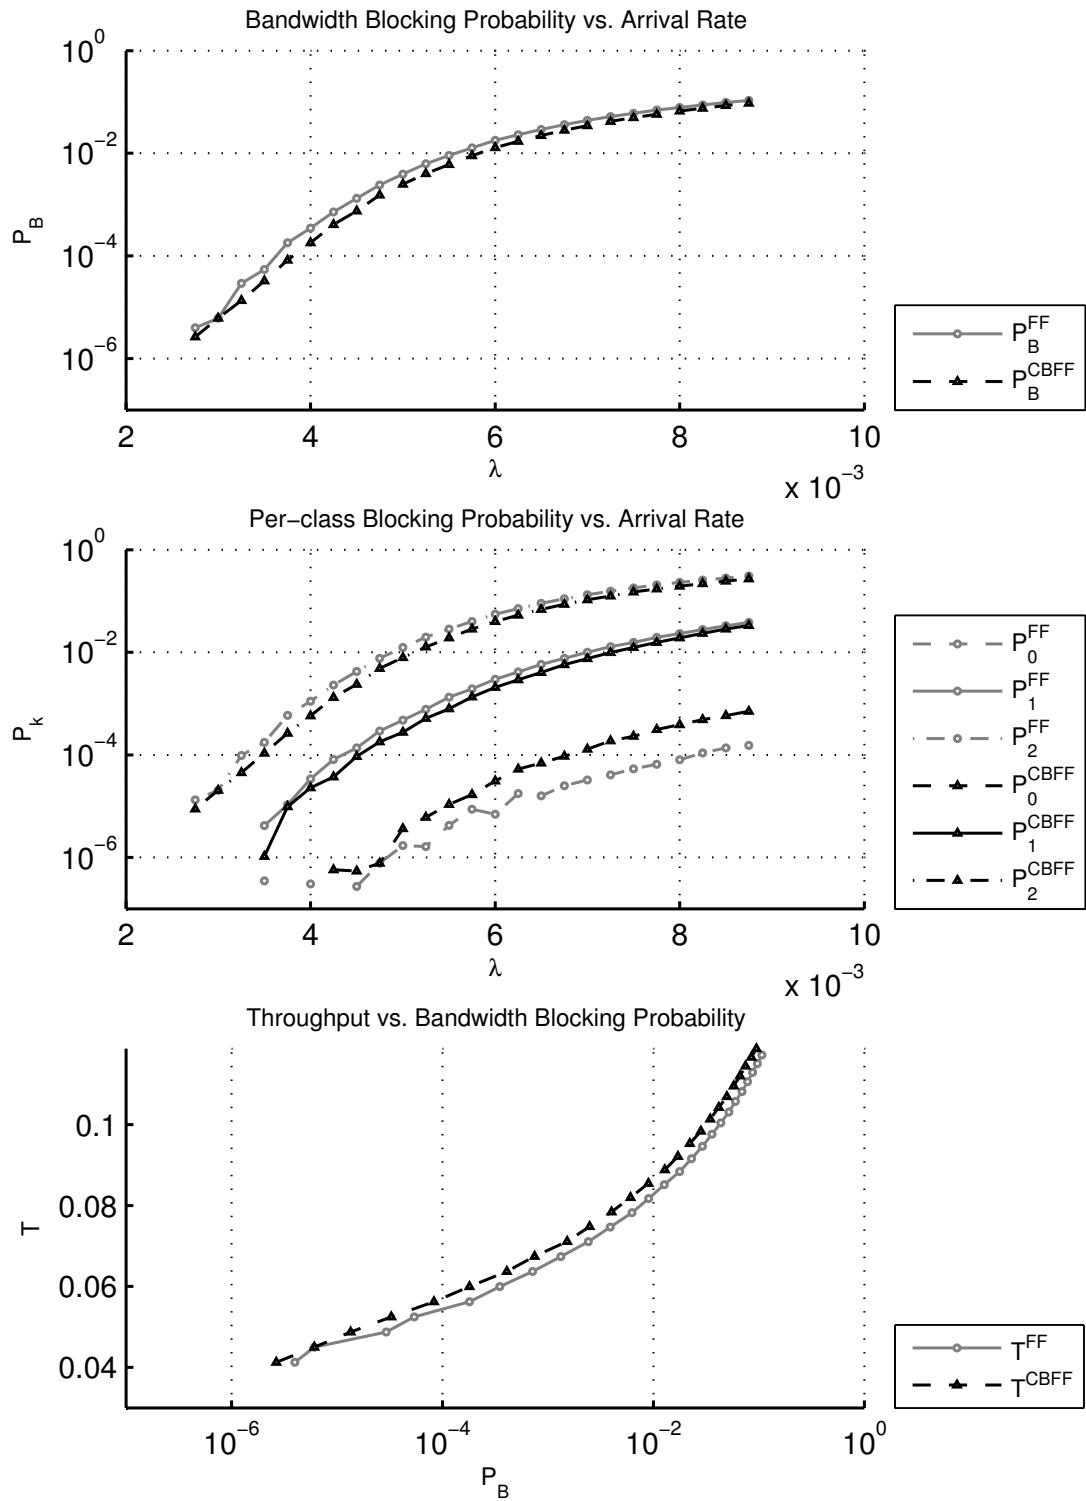 Bandwidth Blocking Probability vs. Arrival Rate
10^0
10^−2
10^−4
10^−6
P_B
2 4 6 8 10
λ
x 10^−3
P_B^FF
P_B^CBFF
Per−class Blocking Probability vs. Arrival Rate
10^0
10^−2
10^−4
10^−6
P_k
2 4 6 8 10
λ
x 10^−3
P_0^FF
P_1^FF
P_2^FF
P_0^CBFF
P_1^CBFF
P_2^CBFF
Throughput vs. Bandwidth Blocking Probability
0.1
0.08
0.06
0.04
T
10^−6 10^−4 10^−2 10^0
P_B
T^FF
T^CBFF